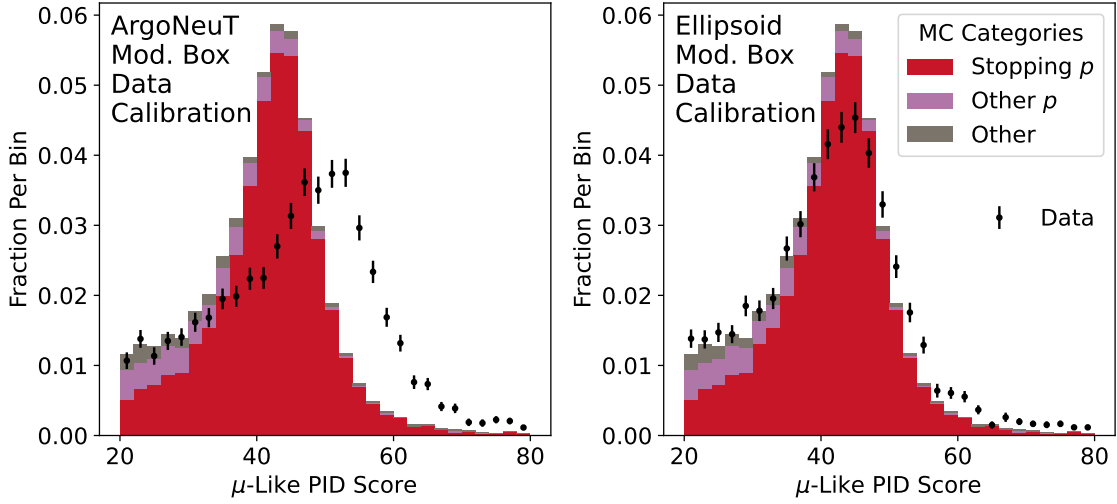 ArgoNeuT
Mod. Box
Data
Calibration
0.06
0.05
0.04
0.03
0.02
0.01
0.00
Fraction Per Bin
20
40
60
80
μ-Like PID Score
Ellipsoid
Mod. Box
Data
Calibration
MC Categories
Stopping p
Other p
Other
Data
0.06
0.05
0.04
0.03
0.02
0.01
0.00
Fraction Per Bin
20
40
60
80
μ-Like PID Score